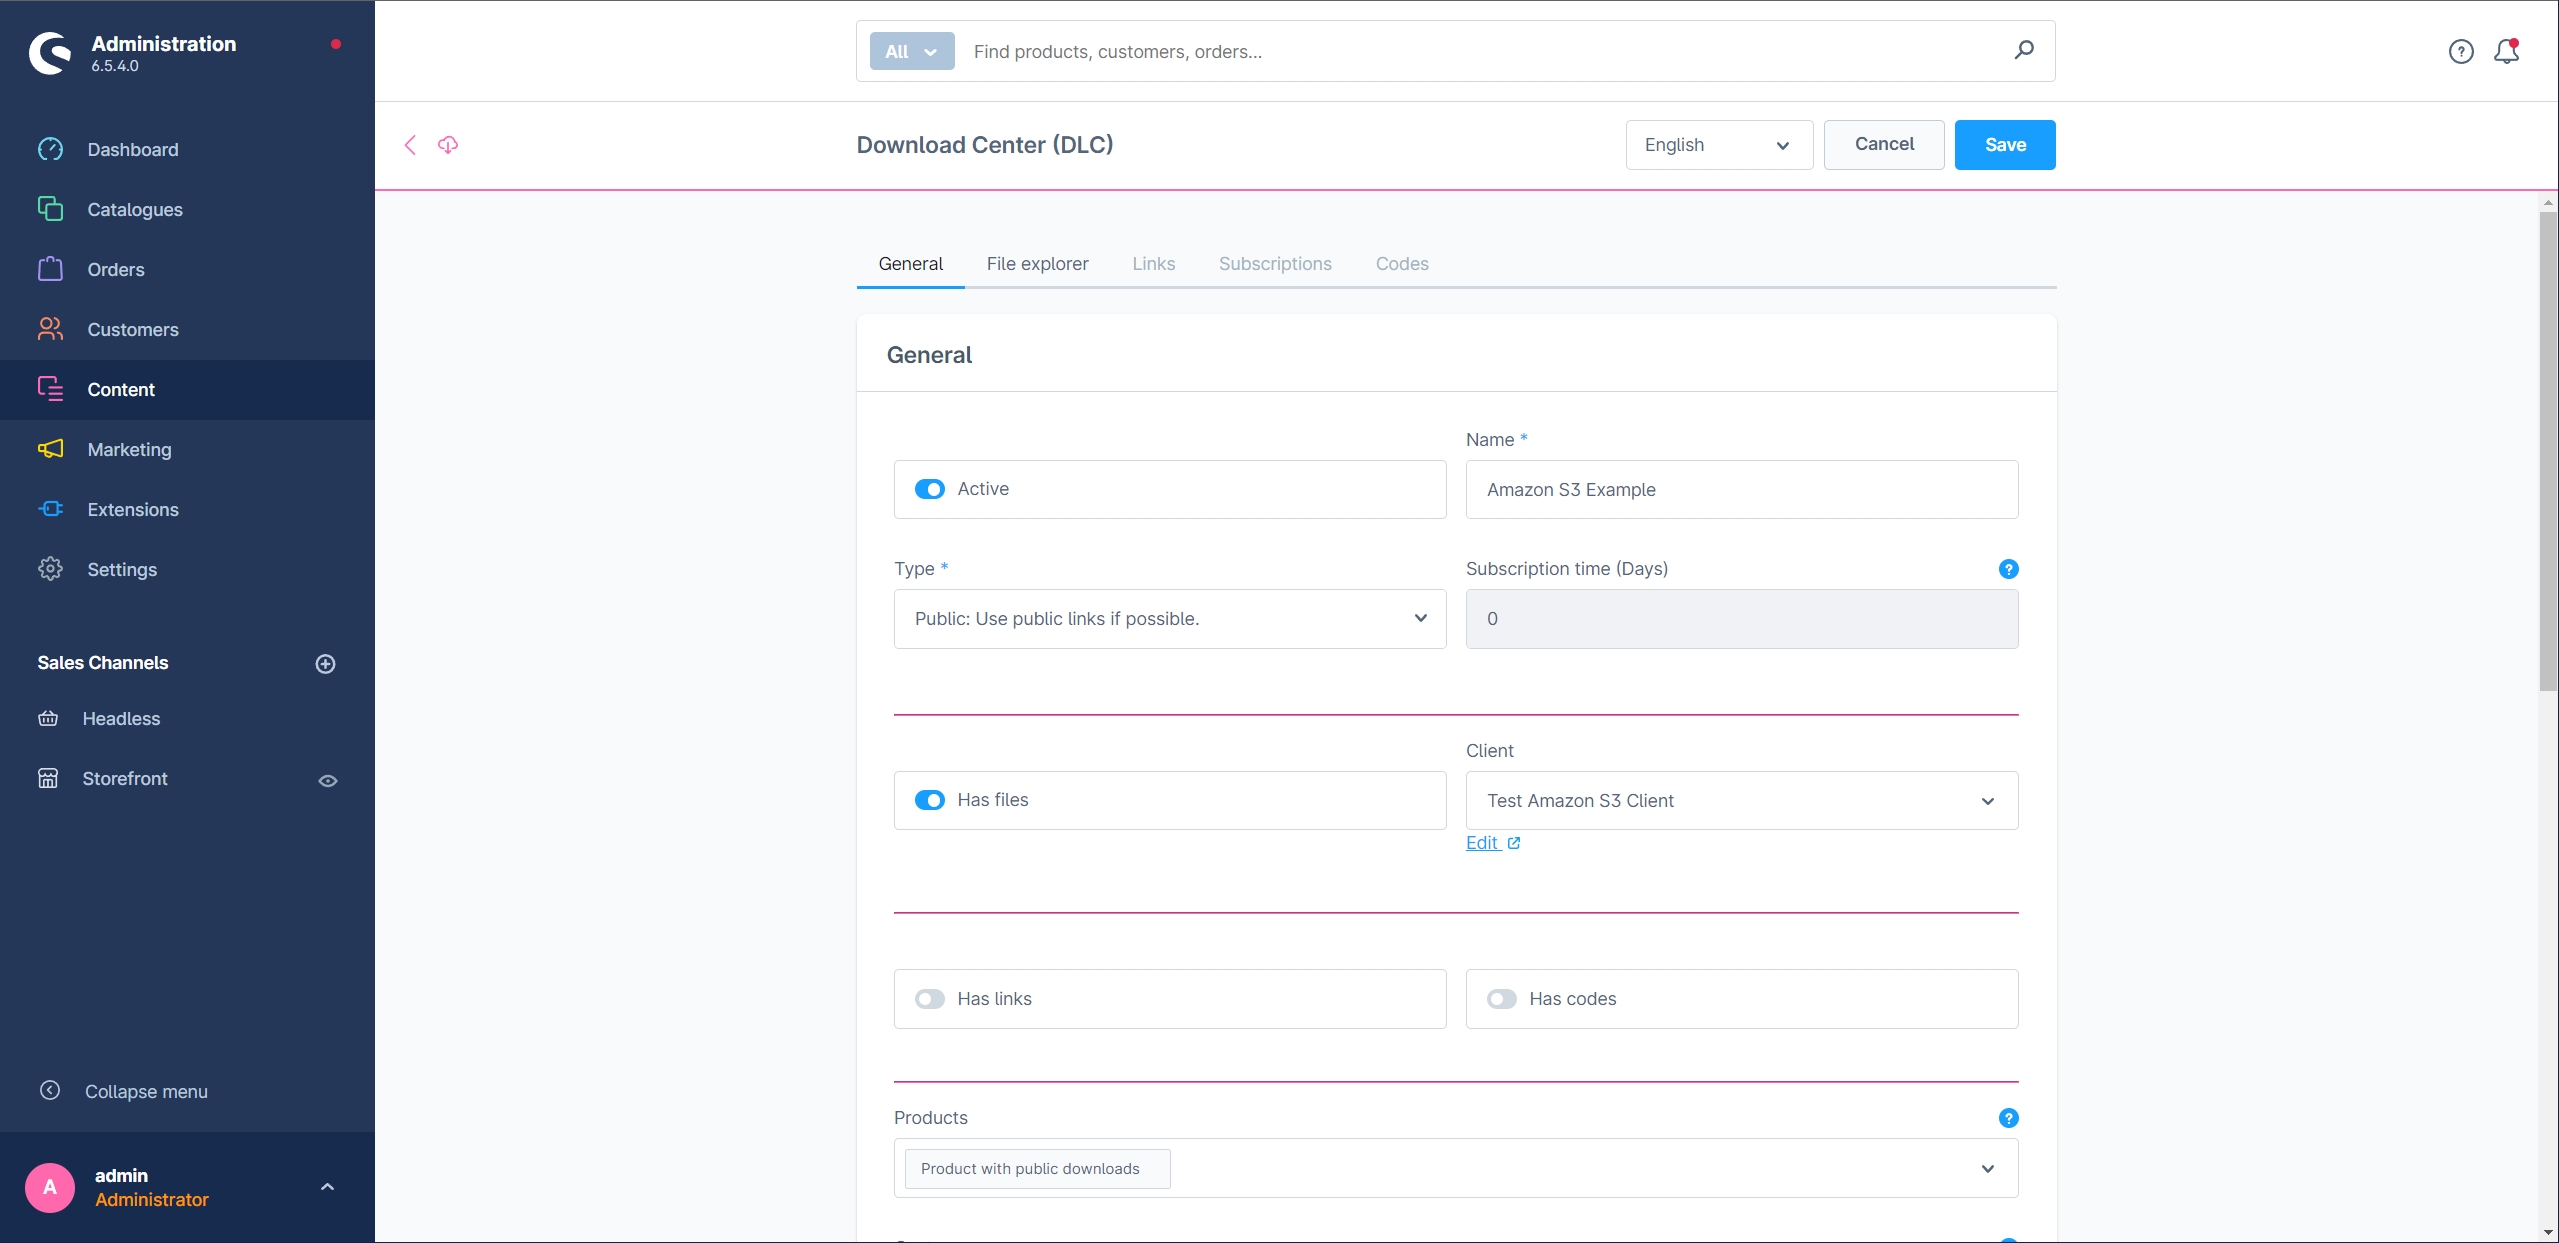 Administration
6.5.4.0
Dashboard
Catalogues
Orders
Customers
Content
Marketing
Extensions
Settings
Sales Channels
Headless
Storefront
Collapse menu
A
admin
Administrator
All
Find products, customers, orders...
Download Center (DLC)
English
Cancel
Save
General
File explorer
Links
Subscriptions
Codes
General
Name *
Active
Amazon S3 Example
Type *
Subscription time (Days)
Public: Use public links if possible.
0
Client
Has files
Test Amazon S3 Client
Edit
Has links
Has codes
Products
Product with public downloads